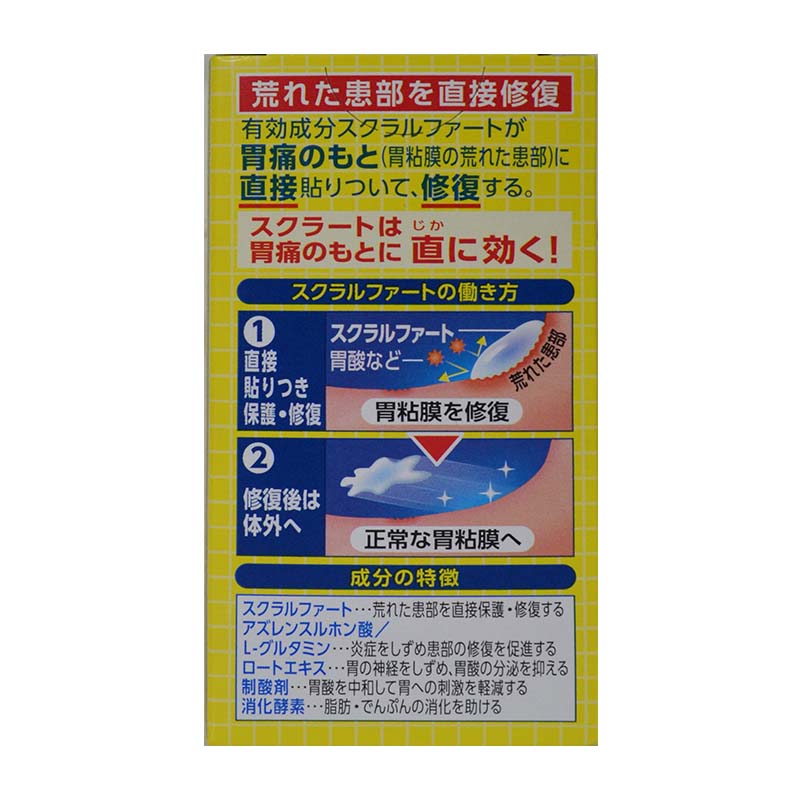 荒れた患部を直接修復
有効成分スクラルファートが
胃痛のもと(胃粘膜の荒れた患部)に
直接貼りついて、修復する。
スクラートは
胃痛のもとに 直に効く!
じか
スクラルファートの働き方
1
直接
貼りつき
保護・修復
スクラルファート
胃酸など
荒れた患部
胃粘膜を修復
2
修復後は
体外へ
正常な胃粘膜へ
成分の特徴
スクラルファート…荒れた患部を直接保護・修復する
アズレンスルホン酸/
L-グルタミン…炎症をしずめ患部の修復を促進する
ロートエキス…胃の神経をしずめ、胃酸の分泌を抑える
制酸剤…胃酸を中和して胃への刺激を軽減する
消化酵素…脂肪・でんぷんの消化を助ける